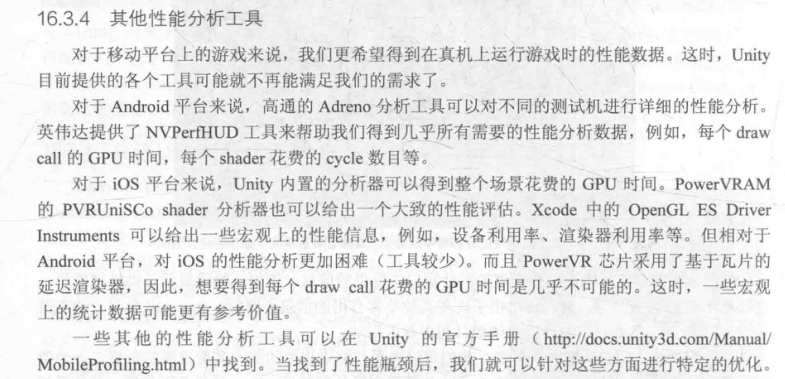 16.3.4 其他性能分析工具
对于移动平台上的游戏来说，我们更希望得到在真机上运行游戏时的性能数据。这时，Unity
目前提供的各个工具可能就不再能满足我们的需求了。
对于 Android 平台来说，高通的 Adreno 分析工具可以对不同的测试机进行详细的性能分析。
英伟达提供了 NVPerfHUD 工具来帮助我们得到几乎所有需要的性能分析数据，例如，每个 draw
call 的 GPU 时间，每个 shader 花费的 cycle 数目等。
对于 iOS 平台来说，Unity 内置的分析器可以得到整个场景花费的 GPU 时间。PowerVRAM
的 PVRUniSCo shader 分析器也可以给出一个大致的性能评估。Xcode 中的 OpenGL ES Driver
Instruments 可以给出一些宏观上的性能信息，例如，设备利用率、渲染器利用率等。但相对于
Android 平台，对 iOS 的性能分析更加困难（工具较少）。而且 PowerVR 芯片采用了基于瓦片的
延迟渲染器，因此，想要得到每个 draw call 花费的 GPU 时间是几乎不可能的。这时，一些宏观
上的统计数据可能更有参考价值。
一些其他的性能分析工具可以在 Unity 的官方手册（http://docs.unity3d.com/Manual/
MobileProfiling.html）中找到。当找到了性能瓶颈后，我们就可以针对这些方面进行特定的优化。